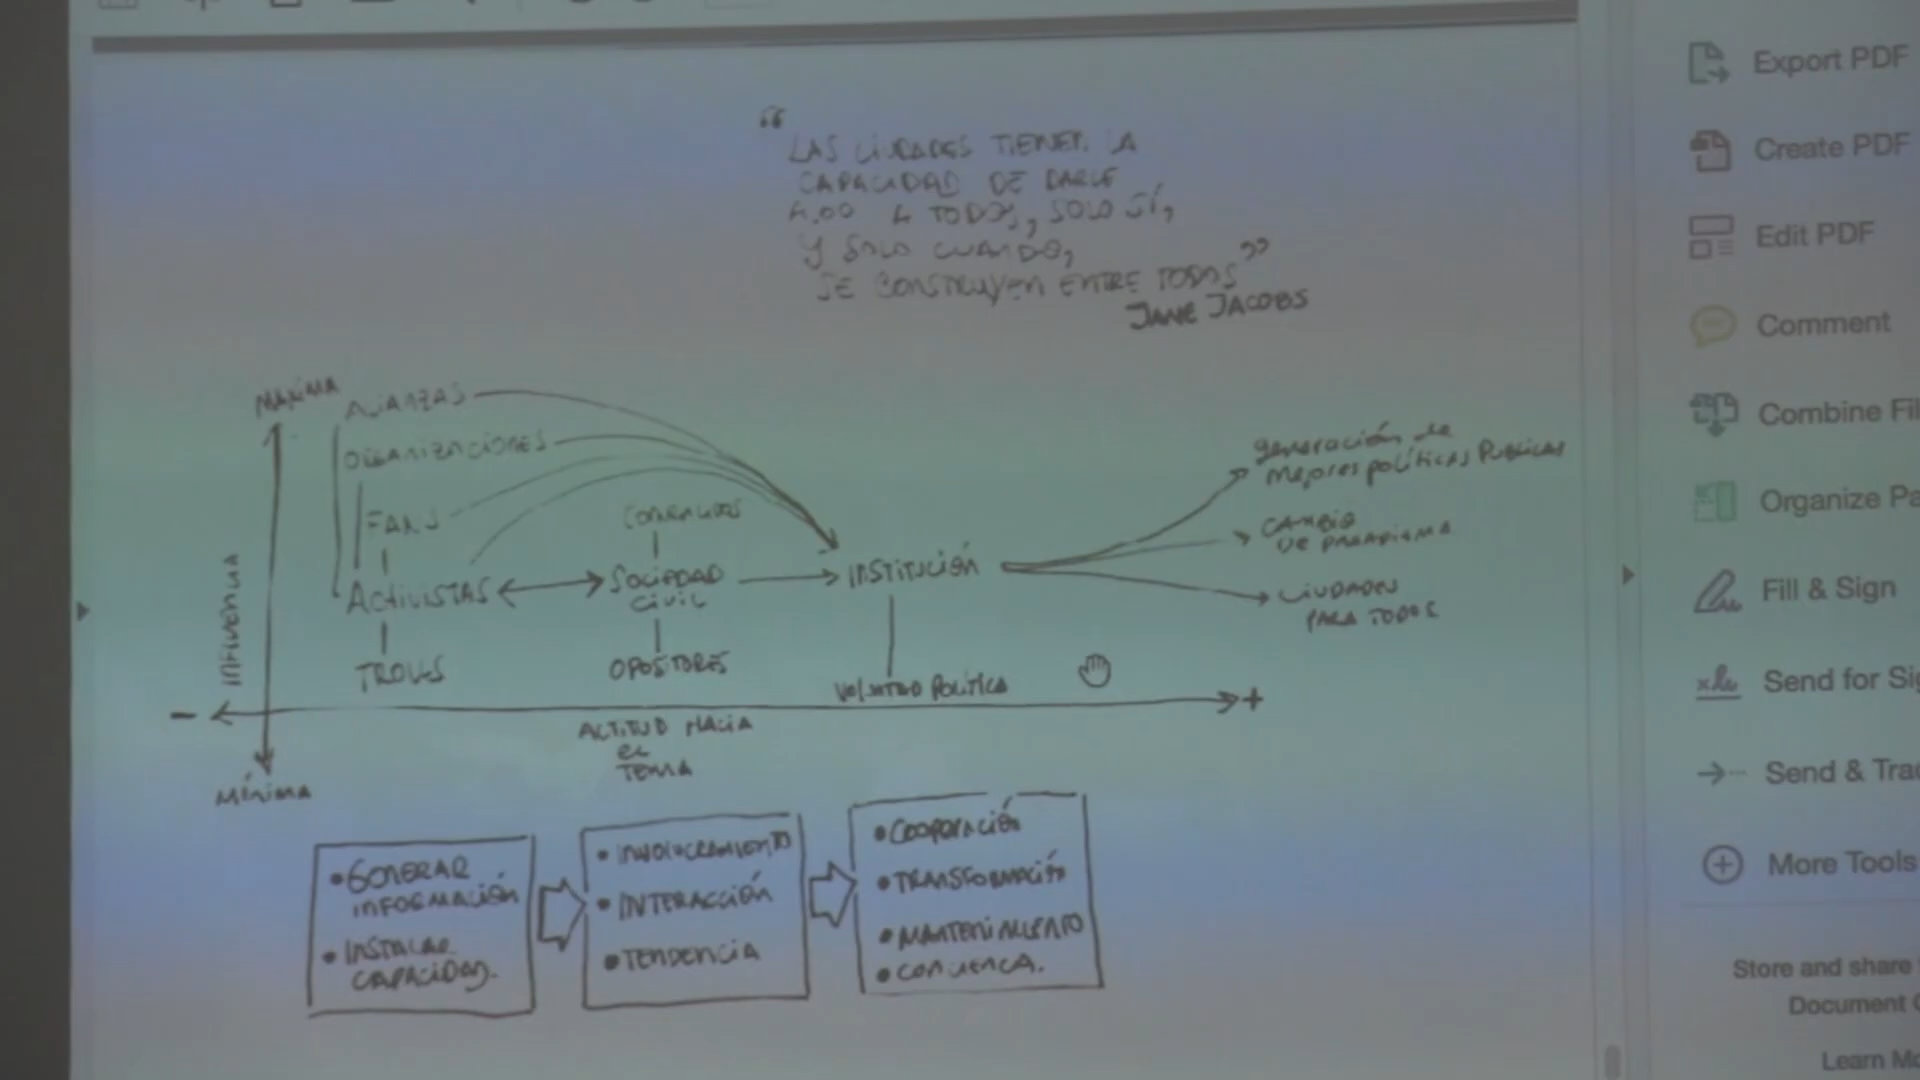 “
LAS CIUDADES TIENEN LA
CAPACIDAD DE DARLE
A TODOS, SOLO SÍ,
Y SOLO CUANDO,
SE CONSTRUYEN ENTRE TODOS”
JANE JACOBS
MÁXIMA
ALIANZAS
ORGANIZACIONES
FANS
ACTIVISTAS
TROLLS
INFLUENCIA
MÍNIMA
SOCIEDAD
CIVIL
OPOSITORES
INSTITUCIÓN
VOLUNTAD POLÍTICA
generación de
mejores políticas Publicas
CAMBIO
DE PARADIGMA
CIUDADES
PARA TODOS
-
+
ACTITUD HACIA
EL
TEMA
• GENERAR
INFORMACIÓN
• INSTALAR
CAPACIDAD.
• INVOLUCRAMIENTO
• INTERACCIÓN
• TENDENCIA
• COOPERACIÓN
• TRANSFORMACIÓN
• MANTENIMIENTO
Export PDF
Create PDF
Edit PDF
Comment
Combine Fil
Organize Pa
Fill & Sign
Send for Sig
Send & Trac
More Tools
Store and share
Document C
Learn Mo